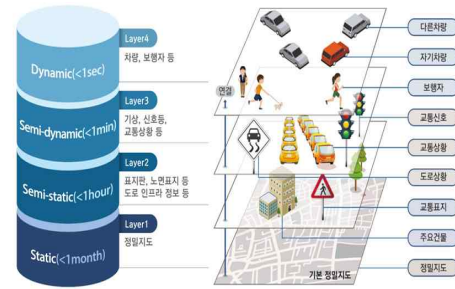 Layer4
차량, 보행자 등
Dynamic(<1sec)
Layer3
기상, 신호등,
교통상황 등
Semi-dynamic(<1min)
Layer2
표지판, 노면표지 등
도로 인프라 정보 등
Semi-static(<1hour)
Layer1
정밀지도
Static(<1month)
연결
기본 정밀지도
다른차량
자기차량
보행자
교통신호
교통상황
도로상황
교통표지
주요건물
정밀지도